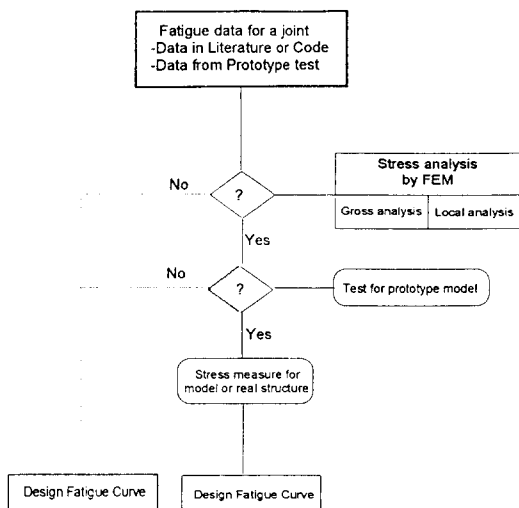 Fatigue data for a joint
-Data in Literature or Code
-Data from Prototype test
No
?
Stress analysis
by FEM
Gross analysis
Local analysis
Yes
No
?
Test for prototype model
Yes
Stress measure for
model or real structure
Design Fatigue Curve
Design Fatigue Curve